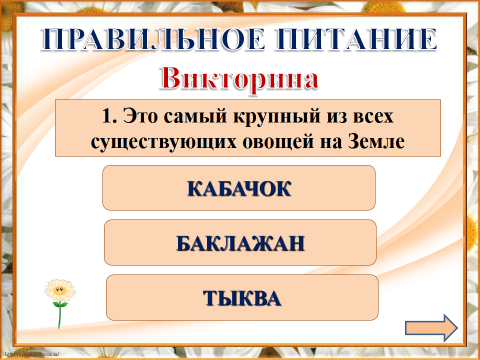 ПРАВИЛЬНОЕ ПИТАНИЕ
Викторина
1. Это самый крупный из всех
существующих овощей на Земле
КАБАЧОК
БАКЛАЖАН
ТЫКВА